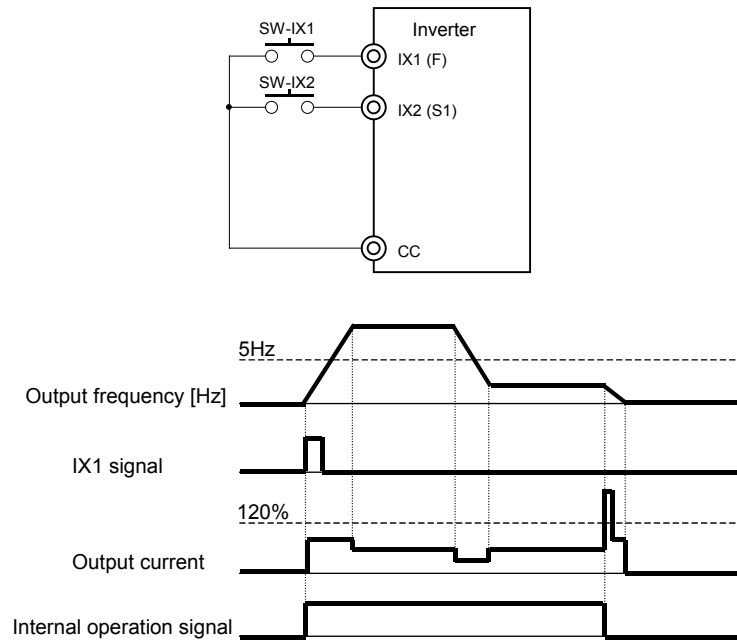 Inverter
SW-IX1
IX1 (F)
SW-IX2
IX2 (S1)
CC
5Hz
Output frequency [Hz]
IX1 signal
120%
Output current
Internal operation signal